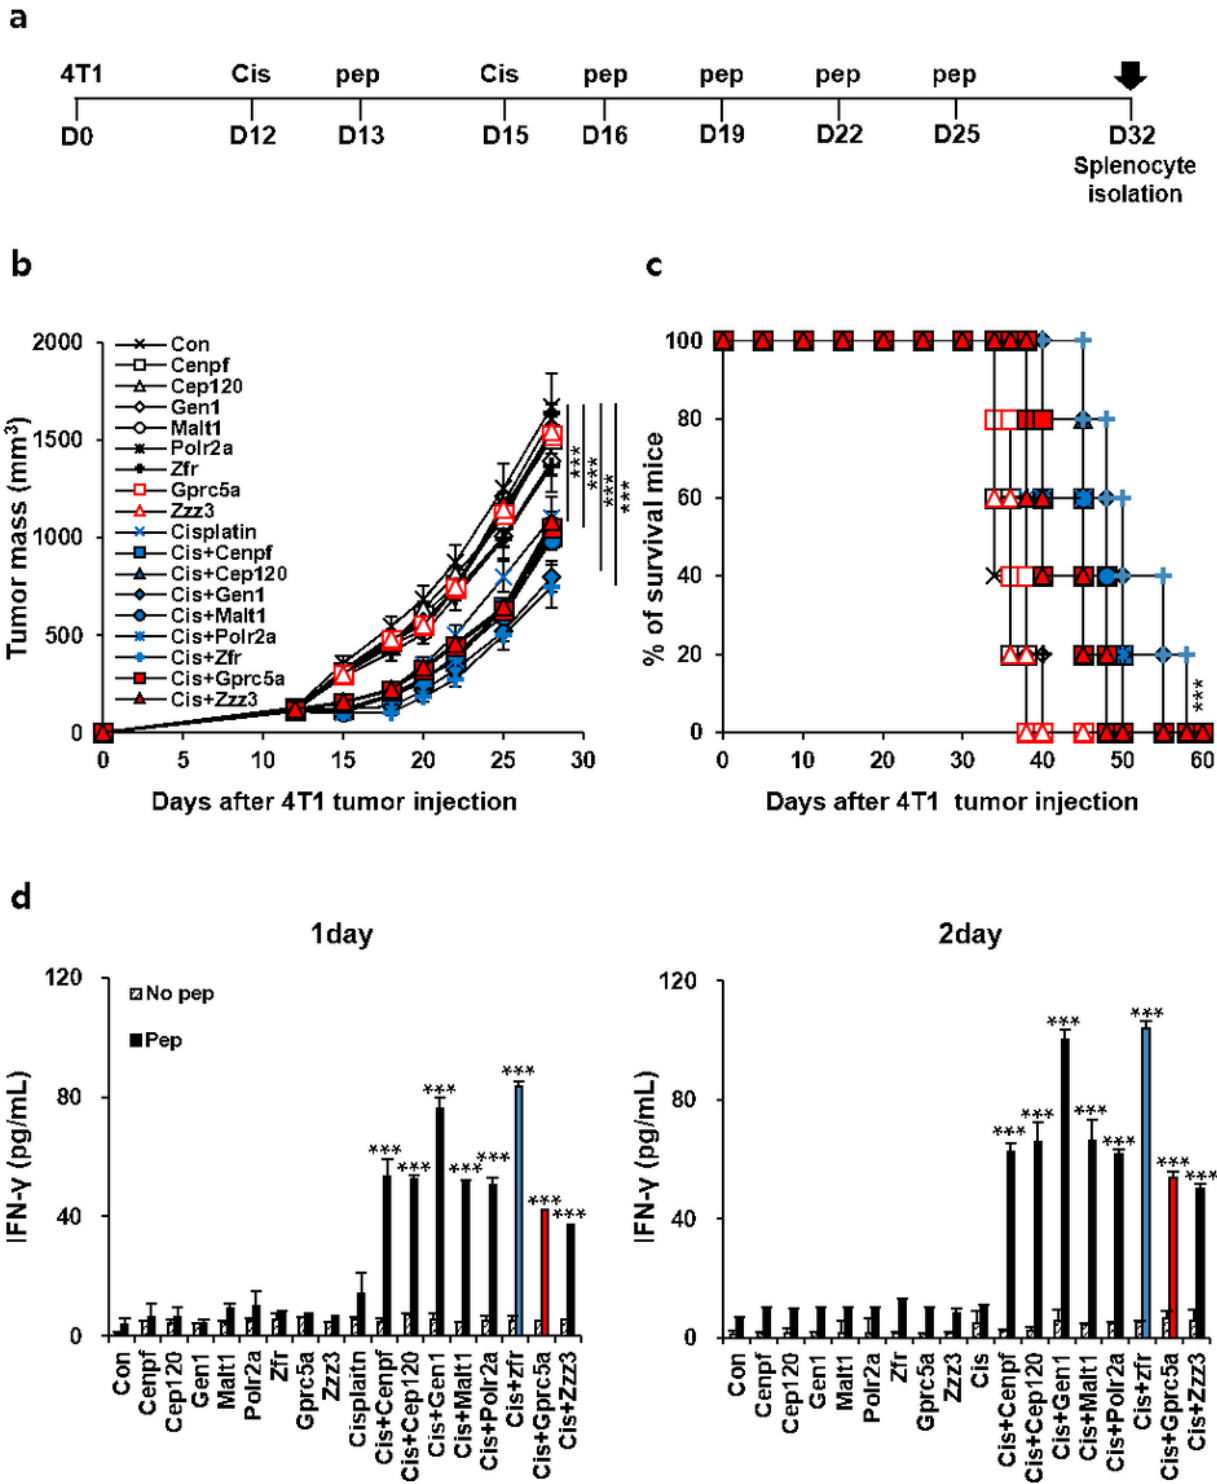 a
4T1 Cis pep Cis pep pep pep pep
D0 D12 D13 D15 D16 D19 D22 D25 D32
Splenocyte
isolation
b
Tumor mass (mm³)
2000
1500
1000
500
0
Con
Cenpf
Cep120
Gen1
Malt1
Polr2a
Zfr
Gprc5a
Zzz3
Cisplatin
Cis+Cenpf
Cis+Cep120
Cis+Gen1
Cis+Malt1
Cis+Polr2a
Cis+Zfr
Cis+Gprc5a
Cis+Zzz3
***
***
***
***
0 5 10 15 20 25 30
Days after 4T1 tumor injection
c
% of survival mice
100
80
60
40
20
0
***
0 10 20 30 40 50 60
Days after 4T1 tumor injection
d
1day
IFN-γ (pg/mL)
120
80
40
0
No pep
Pep
*** *** *** *** *** *** *** ***
Con Cenpf Cep120 Gen1 Malt1 Polr2a Zfr Gprc5a Zzz3 Cisplaitn Cis+Cenpf Cis+Cep120 Cis+Gen1 Cis+Malt1 Cis+Polr2a Cis+zfr Cis+Gprc5a Cis+Zzz3
2day
IFN-γ (pg/mL)
120
80
40
0
*** *** *** *** *** *** *** ***
Con Cenpf Cep120 Gen1 Malt1 Polr2a Zfr Gprc5a Zzz3 Cis Cis+Cenpf Cis+Cep120 Cis+Gen1 Cis+Malt1 Cis+Polr2a Cis+zfr Cis+Gprc5a Cis+Zzz3